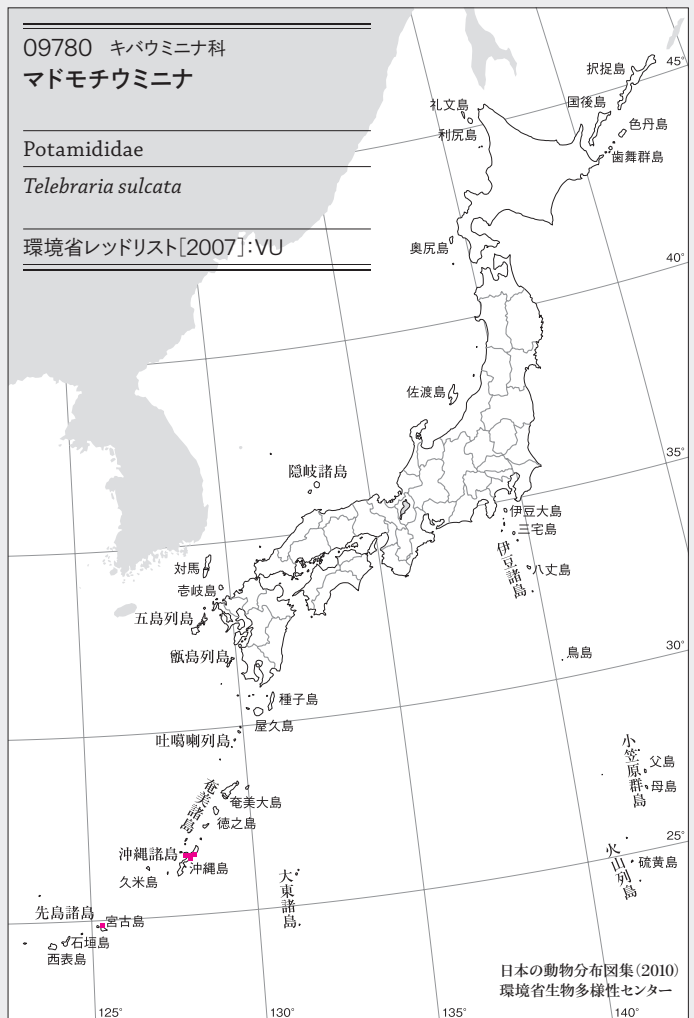 09780 キバウミニナ科
マドモチウミニナ
Potamididae
Telebraria sulcata
環境省レッドリスト[2007]:VU
択捉島
45°
礼文島
国後島
色丹島
利尻島
歯舞群島
奥尻島
40°
佐渡島
35°
隠岐諸島
伊豆大島
三宅島
伊豆諸島
八丈島
対馬
壱岐島
五島列島
甑島列島
鳥島
30°
種子島
屋久島
吐噶喇列島
小笠原群島
父島
母島
奄美諸島
奄美大島
徳之島
25°
沖縄諸島
沖縄島
久米島
火山列島
硫黄島
大東諸島
先島諸島
宮古島
石垣島
西表島
日本の動物分布図集(2010)
環境省生物多様性センター
125°
130°
135°
140°